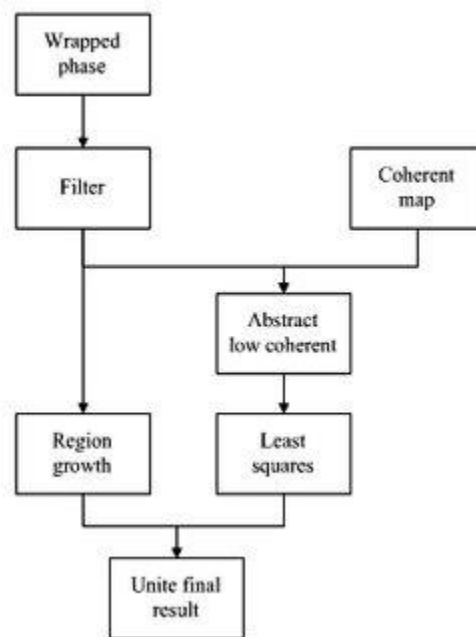 Wrapped
phase
Filter
Coherent
map
Abstract
low coherent
Region
growth
Least
squares
Unite final
result